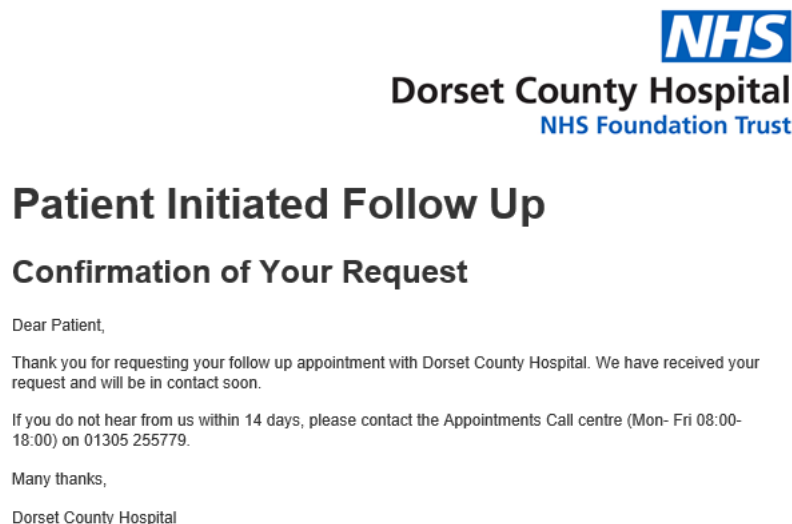 NHS
Dorset County Hospital
NHS Foundation Trust
Patient Initiated Follow Up
Confirmation of Your Request
Dear Patient,
Thank you for requesting your follow up appointment with Dorset County Hospital. We have received your
request and will be in contact soon.
If you do not hear from us within 14 days, please contact the Appointments Call centre (Mon- Fri 08:00-
18:00) on 01305 255779.
Many thanks,
Dorset County Hospital